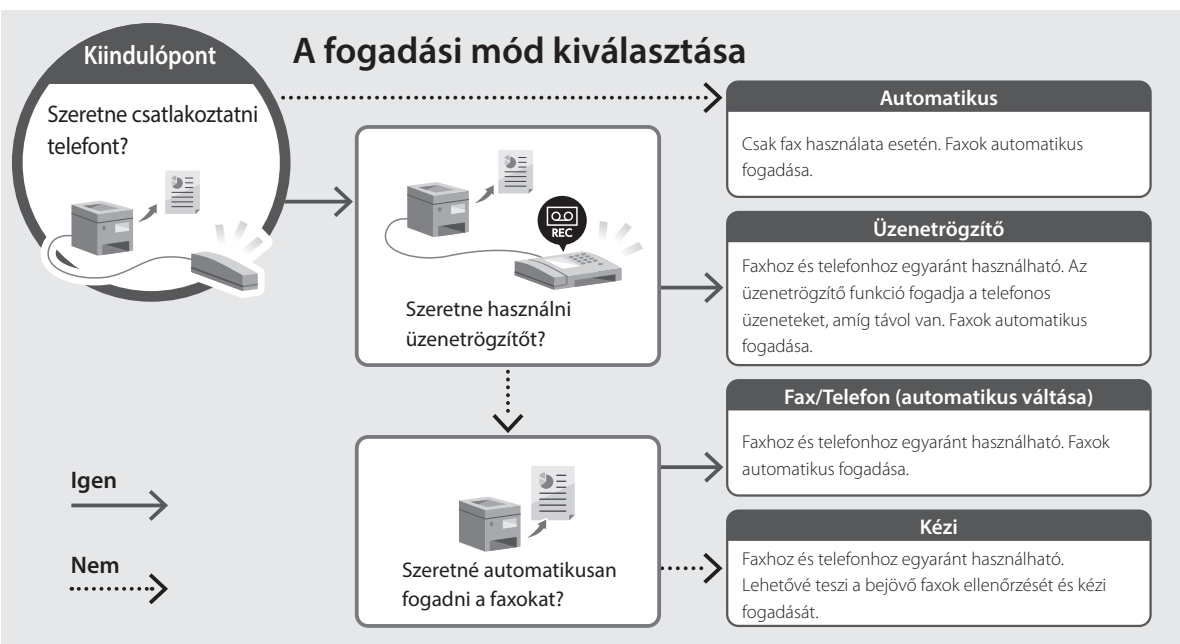 A fogadási mód kiválasztása
Kiindulópont
Szeretne csatlakoztatni
telefont?
REC
Szeretne használni
üzenetrögzítőt?
Szeretné automatikusan
fogadni a faxokat?
Automatikus
Csak fax használata esetén. Faxok automatikus
fogadása.
Üzenetrögzítő
Faxhoz és telefonhoz egyaránt használható. Az
üzenetrögzítő funkció fogadja a telefonos
üzeneteket, amíg távol van. Faxok automatikus
fogadása.
Fax/Telefon (automatikus váltása)
Faxhoz és telefonhoz egyaránt használható. Faxok
automatikus fogadása.
Kézi
Faxhoz és telefonhoz egyaránt használható.
Lehetővé teszi a bejövő faxok ellenőrzését és kézi
fogadását.
Igen
Nem